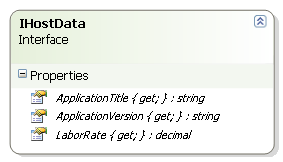 IHostData
Interface
Properties
ApplicationTitle { get; } : string
ApplicationVersion { get; } : string
LaborRate { get; } : decimal